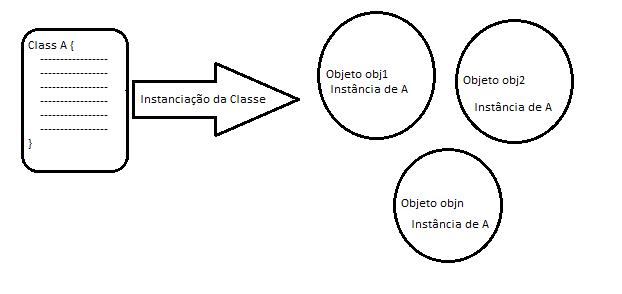 Class A {
------------------
------------------
------------------
------------------
------------------
------------------
}
Instanciação da Classe
Objeto obj1
Instância de A
Objeto obj2
Instância de A
Objeto objn
Instância de A